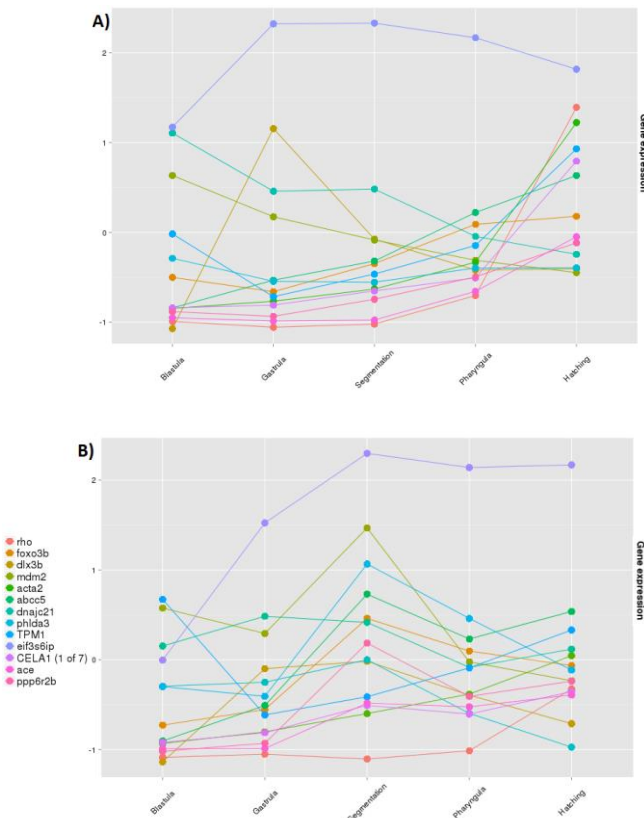 A)
2
1
0
-1
Gene expression
Blastula
Gastrula
Segmentation
Pharyngula
Hatching
B)
2
1
0
-1
Gene expression
rho
foxo3b
dlx3b
mdm2
acta2
abcc5
dnajc21
phlda3
TPM1
eif3s6ip
CELA1 (1 of 7)
ace
ppp6r2b
Blastula
Gastrula
Segmentation
Pharyngula
Hatching